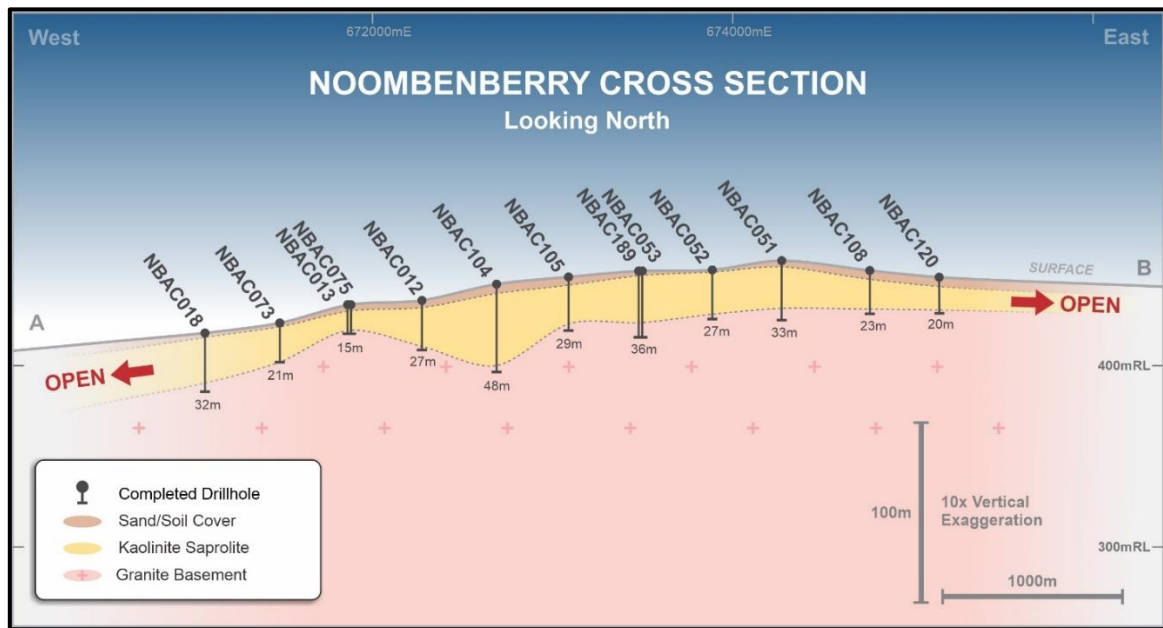 West
672000mE
674000mE
East
NOOMBENBERRY CROSS SECTION
Looking North
NBAC018
NBAC073
NBAC013
NBAC075
NBAC012
NBAC104
NBAC105
NBAC189
NBAC053
NBAC052
NBAC051
NBAC108
NBAC120
SURFACE
B
A
OPEN
OPEN
32m
21m
15m
27m
48m
29m
36m
27m
33m
23m
20m
400mRL
Completed Drillhole
Sand/Soil Cover
Kaolinite Saprolite
Granite Basement
100m
10x Vertical
Exaggeration
300mRL
1000m